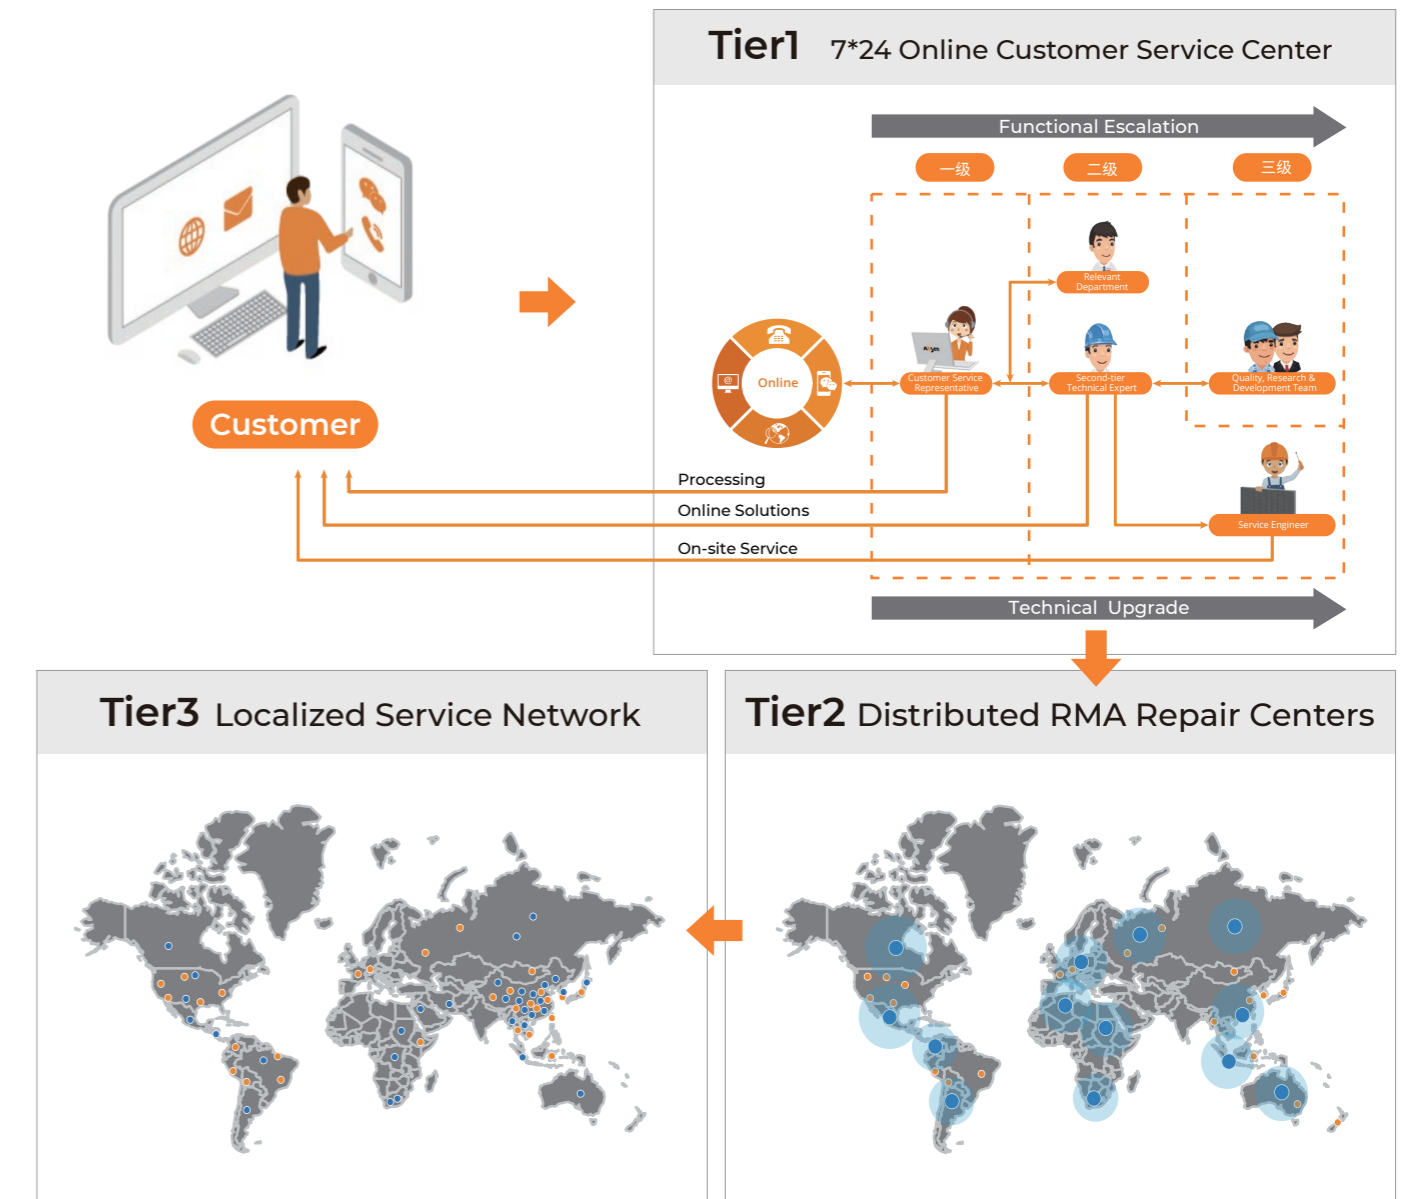 Tier1 7*24 Online Customer Service Center
Functional Escalation
一级
二级
三级
Relevant
Department
Online
Customer Service
Representative
Second-tier
Technical Expert
Quality, Research &
Development Team
Customer
Processing
Online Solutions
Service Engineer
On-site Service
Technical Upgrade
Tier3 Localized Service Network
Tier2 Distributed RMA Repair Centers